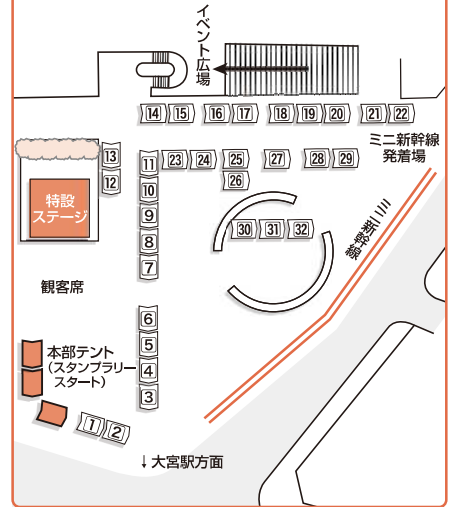 イベント広場
14 15 16 17 18 19 20 21 22
ミニ新幹線
発着場
13
12
11 23 24 25 27 28 29
26
10
9
8
7
30 31 32
ミニ新幹線
特設
ステージ
観客席
6
5
4
3
本部テント
(スタンプラリー
スタート)
1 2
↓大宮駅方面